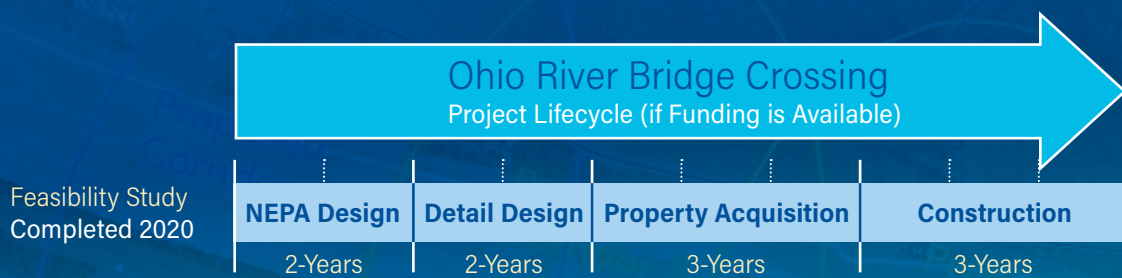 Ohio River Bridge Crossing
Project Lifecycle (if Funding is Available)
Feasibility Study
Completed 2020
NEPA Design
Detail Design
Property Acquisition
Construction
2-Years
2-Years
3-Years
3-Years